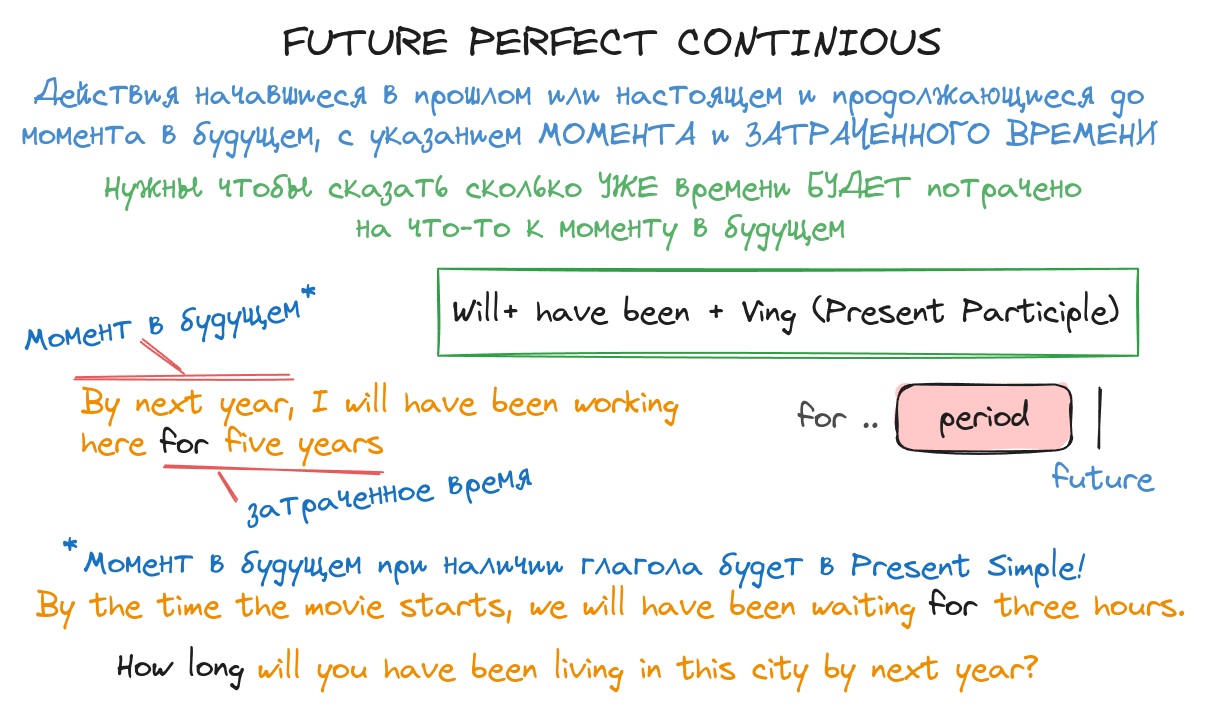 FUTURE PERFECT CONTINIOUS
Действия начавшиеся в прошлом или настоящем и продолжающиеся до
момента в будущем, с указанием МОМЕНТА и ЗАТРАЧЕННОГО ВРЕМЕНИ
Нужны чтобы сказать сколько УЖЕ времени БУДЕТ потрачено
на что-то к моменту в будущем
Will+ have been + Ving (Present Participle)
момент в будущем*
By next year, I will have been working
here for five years
затраченное время
for .. period
future
*Момент в будущем при наличии глагола будет в Present Simple!
By the time the movie starts, we will have been waiting for three hours.
How long will you have been living in this city by next year?